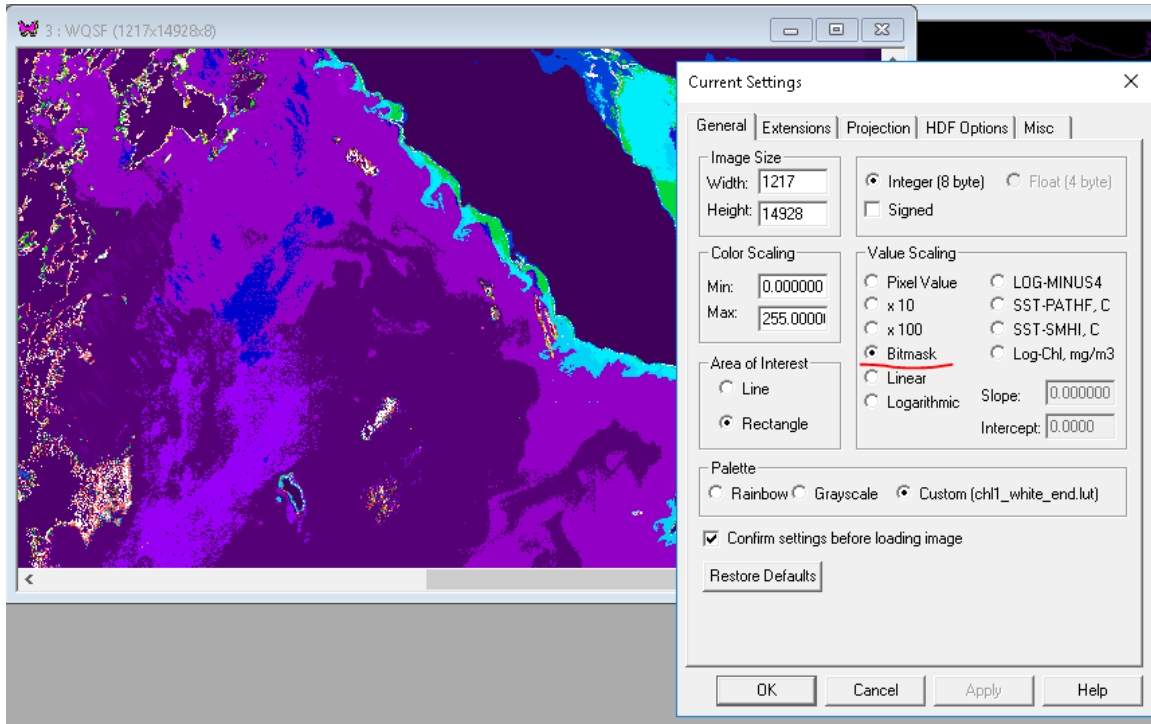 3 : WQSF (1217x14928x8)
Current Settings
General Extensions Projection HDF Options Misc
Image Size
Width: 1217
Height: 14928
Integer (8 byte) Float (4 byte)
Signed
Color Scaling
Min: 0.000000
Max: 255.00000
Value Scaling
Pixel Value LOG-MINUS4
x 10 SST-PATHF, C
x 100 SST-SMHI, C
Bitmask Log-Chl, mg/m3
Linear
Logarithmic
Slope: 0.000000
Intercept: 0.0000
Area of Interest
Line
Rectangle
Palette
Rainbow Grayscale Custom (chl1_white_end.lut)
Confirm settings before loading image
Restore Defaults
OK Cancel Apply Help